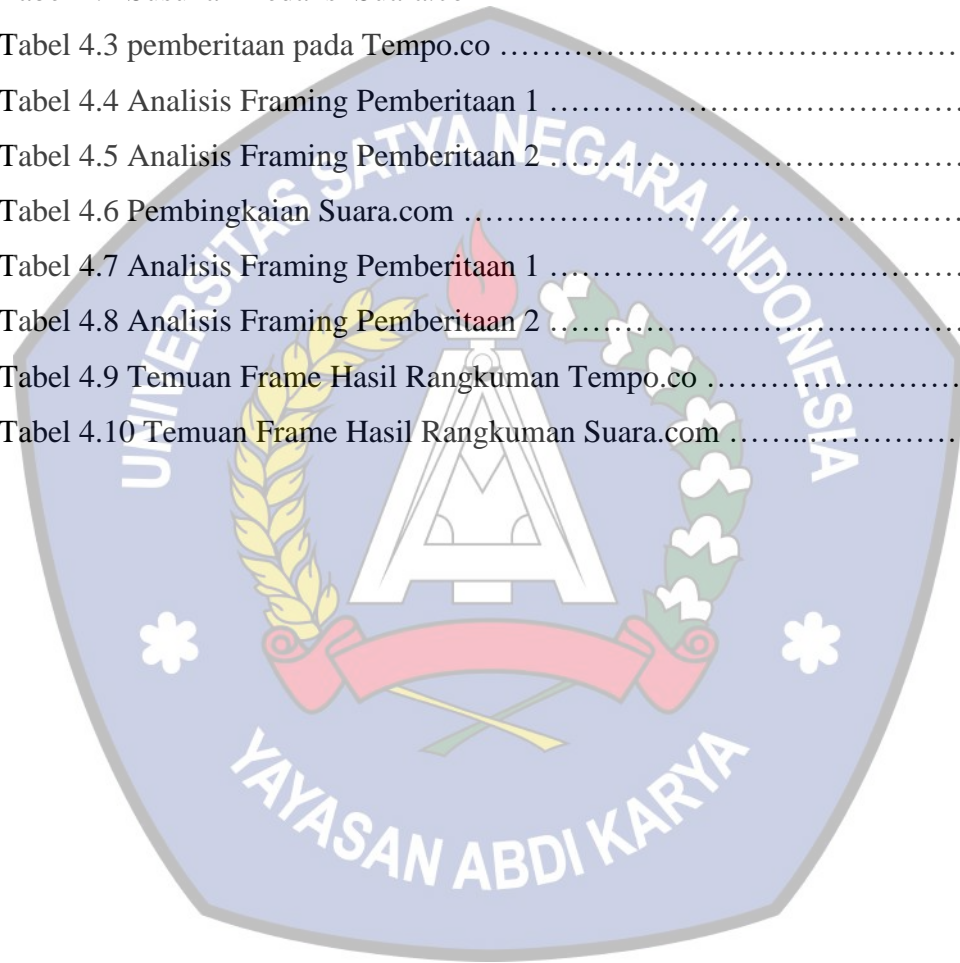 Tabel 4.3 pemberitaan pada Tempo.co ……………………………………
Tabel 4.4 Analisis Framing Pemberitaan 1 ………………………………
Tabel 4.5 Analisis Framing Pemberitaan 2 ………………………………
Tabel 4.6 Pembingkaian Suara.com ………………………………………
Tabel 4.7 Analisis Framing Pemberitaan 1 ………………………………
Tabel 4.8 Analisis Framing Pemberitaan 2 ………………………………
Tabel 4.9 Temuan Frame Hasil Rangkuman Tempo.co ……………………
Tabel 4.10 Temuan Frame Hasil Rangkuman Suara.com ……..……………
UNIVERSITAS SATYA NEGARA INDONESIA
YAYASAN ABDI KARYA